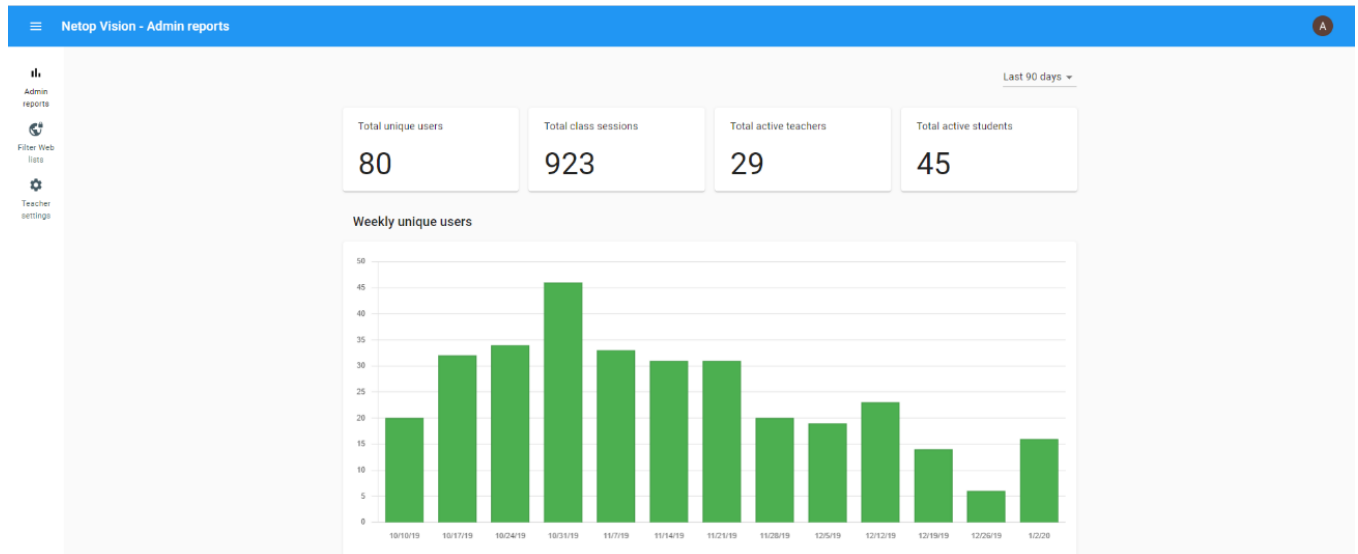 Netop Vision - Admin reports
A
Admin
reports
Filter Web
lists
Teacher
settings
Last 90 days
Total unique users
80
Total class sessions
923
Total active teachers
29
Total active students
45
Weekly unique users
50
45
40
35
30
25
20
15
10
5
0
10/10/19 10/17/19 10/24/19 10/31/19 11/7/19 11/14/19 11/21/19 11/28/19 12/5/19 12/12/19 12/19/19 12/26/19 1/2/20